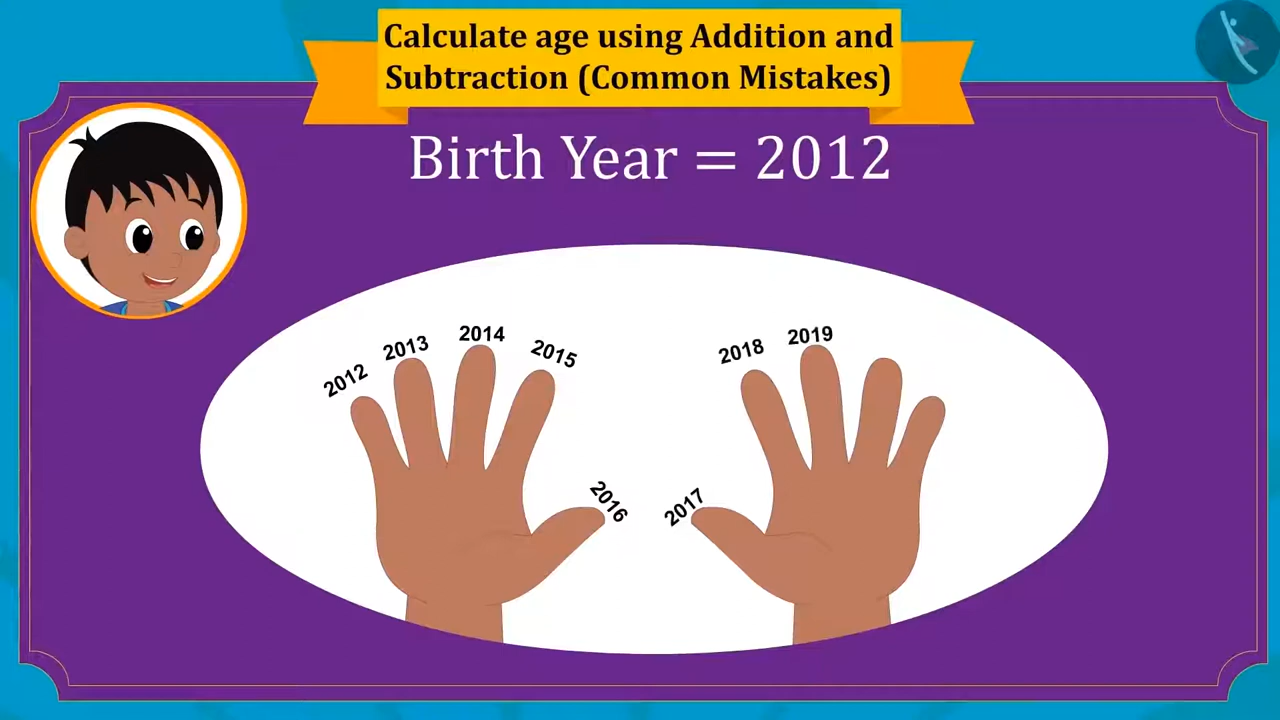 Calculate age using Addition and
Subtraction (Common Mistakes)
Birth Year = 2012
2012
2013
2014
2015
2016
2017
2018
2019